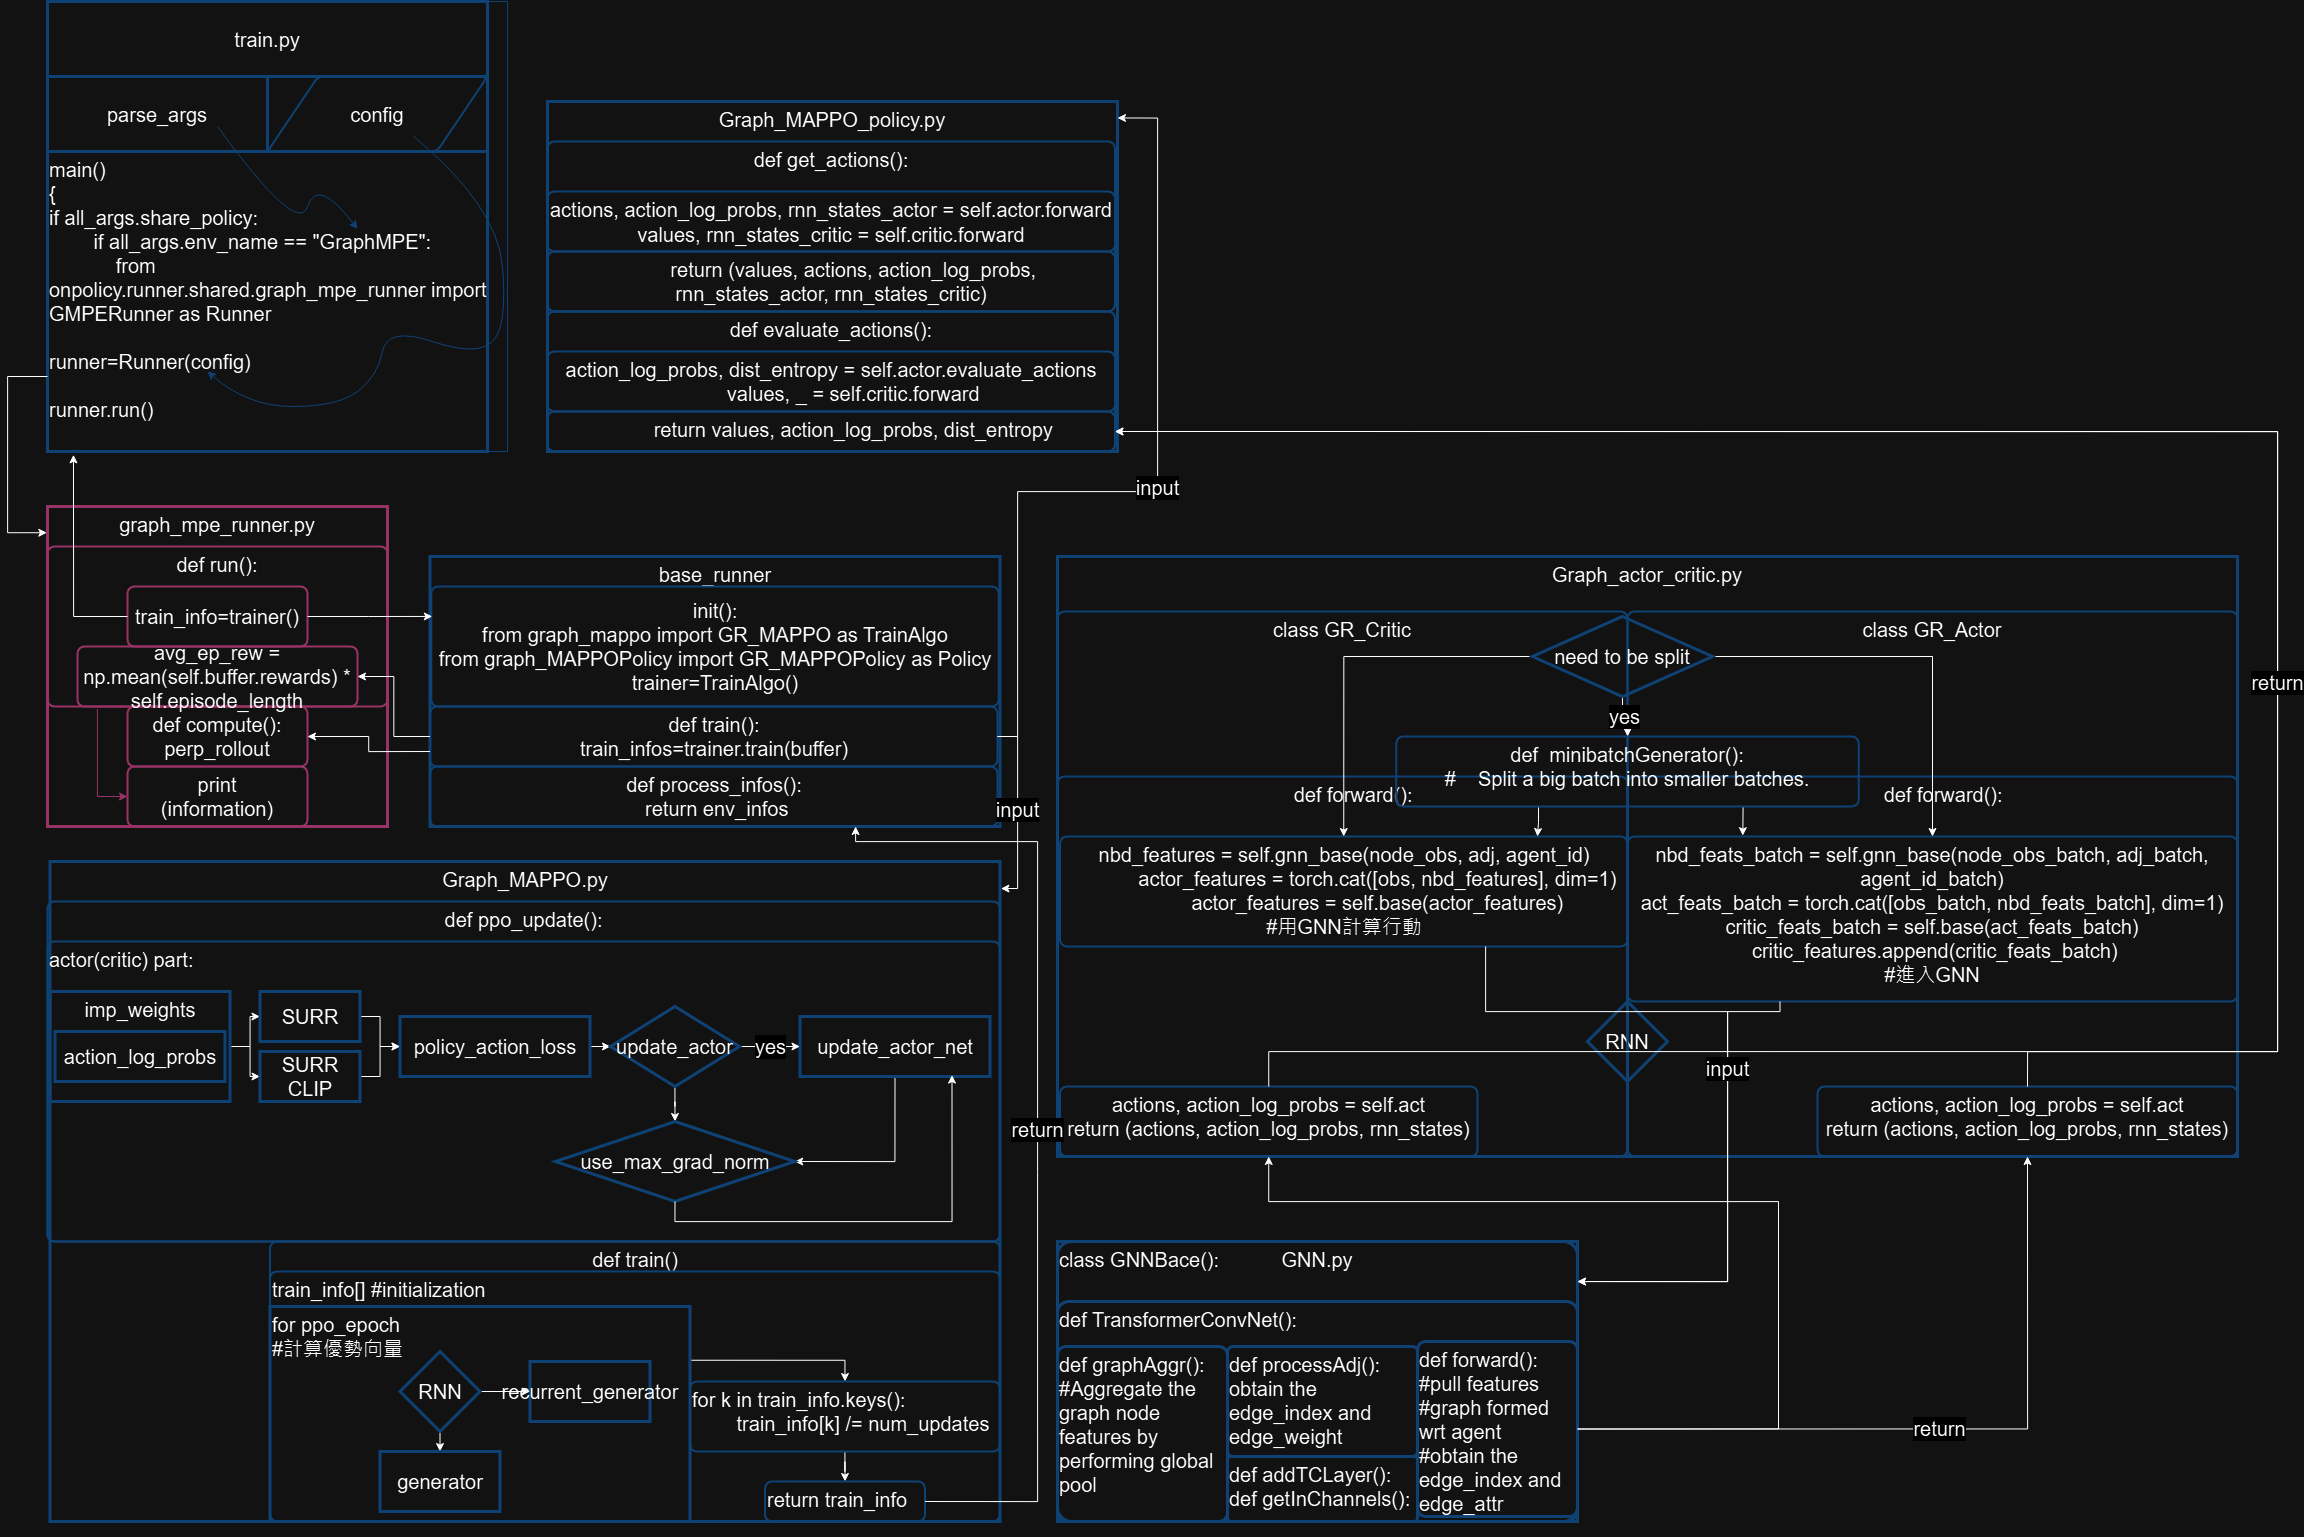 train.py
parse_args
config
main()
{
if all_args.share_policy:
if all_args.env_name == "GraphMPE":
from
onpolicy.runner.shared.graph_mpe_runner import
GMPERunner as Runner
runner=Runner(config)
runner.run()
Graph_MAPPO_policy.py
def get_actions():
actions, action_log_probs, rnn_states_actor = self.actor.forward
values, rnn_states_critic = self.critic.forward
return (values, actions, action_log_probs,
rnn_states_actor, rnn_states_critic)
def evaluate_actions():
action_log_probs, dist_entropy = self.actor.evaluate_actions
values, _ = self.critic.forward
return values, action_log_probs, dist_entropy
input
graph_mpe_runner.py
def run():
train_info=trainer()
avg_ep_rew =
np.mean(self.buffer.rewards) *
self.episode_length
def compute():
perp_rollout
print
(information)
base_runner
init():
from graph_mappo import GR_MAPPO as TrainAlgo
from graph_MAPPOPolicy import GR_MAPPOPolicy as Policy
trainer=TrainAlgo()
def train():
train_infos=trainer.train(buffer)
def process_infos():
return env_infos
input
Graph_actor_critic.py
class GR_Critic
class GR_Actor
need to be split
yes
def  minibatchGenerator():
#    Split a big batch into smaller batches.
def forward():
def forward():
nbd_features = self.gnn_base(node_obs, adj, agent_id)
actor_features = torch.cat([obs, nbd_features], dim=1)
actor_features = self.base(actor_features)
#用GNN計算行動
nbd_feats_batch = self.gnn_base(node_obs_batch, adj_batch,
agent_id_batch)
act_feats_batch = torch.cat([obs_batch, nbd_feats_batch], dim=1)
critic_feats_batch = self.base(act_feats_batch)
critic_features.append(critic_feats_batch)
#進入GNN
return
RNN
input
actions, action_log_probs = self.act
return (actions, action_log_probs, rnn_states)
actions, action_log_probs = self.act
return (actions, action_log_probs, rnn_states)
Graph_MAPPO.py
def ppo_update():
actor(critic) part:
imp_weights
action_log_probs
SURR
SURR
CLIP
policy_action_loss
update_actor
yes
update_actor_net
use_max_grad_norm
return
def train()
train_info[] #initialization
for ppo_epoch
#計算優勢向量
RNN
recurrent_generator
generator
for k in train_info.keys():
train_info[k] /= num_updates
return train_info
class GNNBace():
GNN.py
def TransformerConvNet():
def graphAggr():
#Aggregate the
graph node
features by
performing global
pool
def processAdj():
obtain the
edge_index and
edge_weight
def addTCLayer():
def getInChannels():
def forward():
#pull features
#graph formed
wrt agent
#obtain the
edge_index and
edge_attr
return